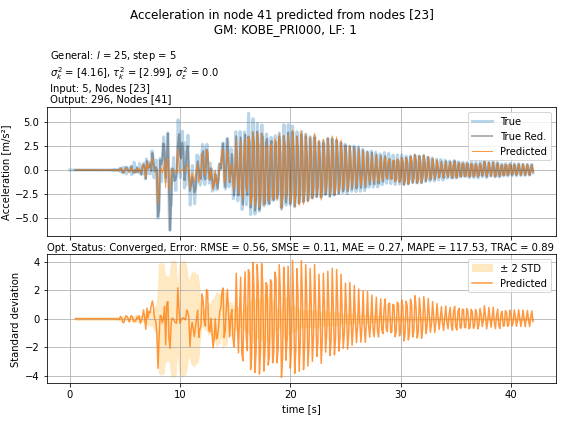 Acceleration in node 41 predicted from nodes [23]
GM: KOBE_PRI000, LF: 1
General: l = 25, step = 5
σ²ₖ = [4.16], τ²ₖ = [2.99], σ²ε = 0.0
Input: 5, Nodes [23]
Output: 296, Nodes [41]
Acceleration [m/s²]
5.0
2.5
0.0
−2.5
−5.0
True
True Red.
Predicted
Opt. Status: Converged, Error: RMSE = 0.56, SMSE = 0.11, MAE = 0.27, MAPE = 117.53, TRAC = 0.89
Standard deviation
4
2
0
−2
−4
± 2 STD
Predicted
0 10 20 30 40
time [s]